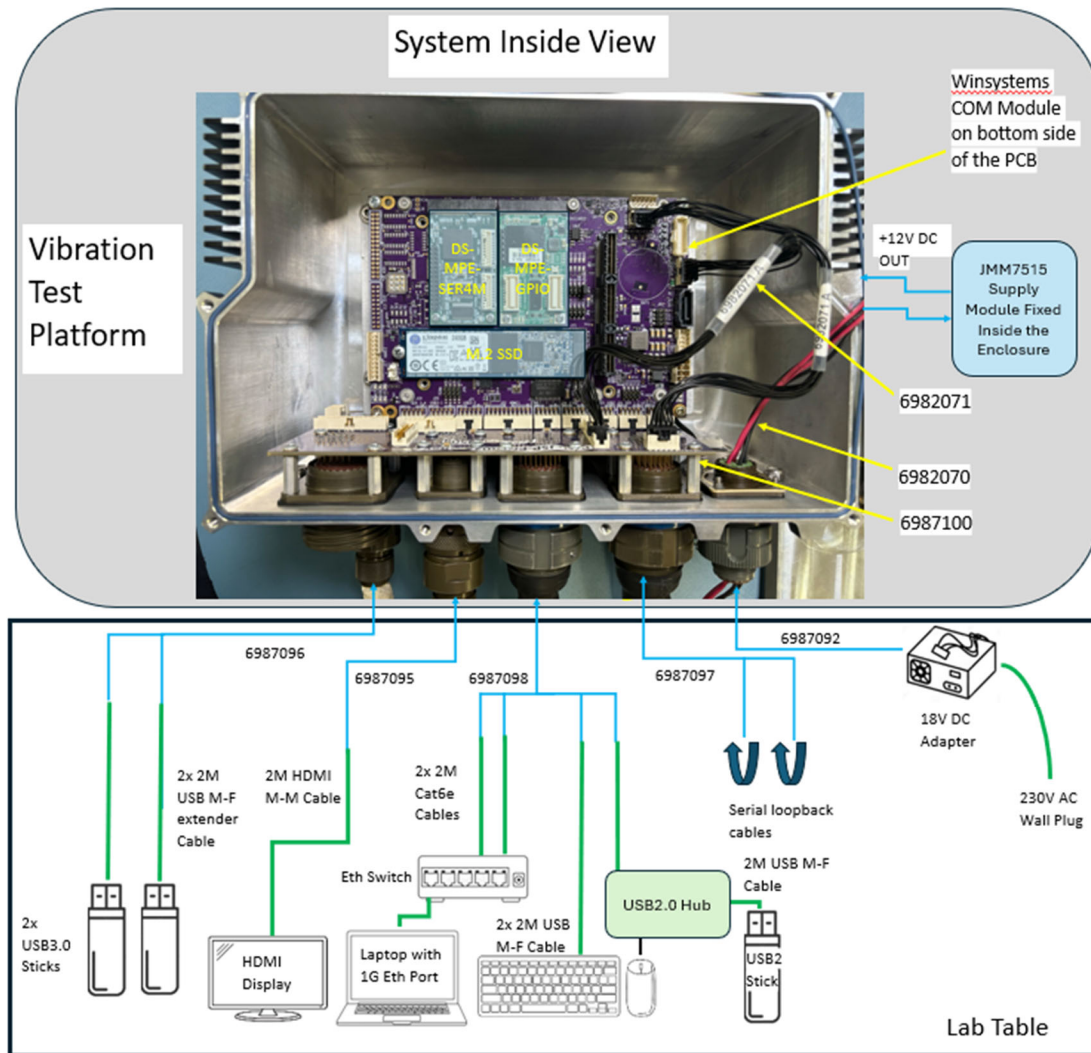 System Inside View
Winsystems
COM Module
on bottom side
of the PCB
Vibration
Test
Platform
DS-
MPE-
SER4M
DS-
MPE-
GPIO
M.2 SSD
6982071 A
6982071 A
+12V DC
OUT
JMM7515
Supply
Module Fixed
Inside the
Enclosure
6982071
6982070
6987100
6987096
6987095
6987098
6987097
6987092
18V DC
Adapter
230V AC
Wall Plug
2x 2M
USB M-F
extender
Cable
2M HDMI
M-M Cable
2x 2M
Cat6e
Cables
Serial loopback
cables
Eth Switch
2M USB M-F
Cable
2x
USB3.0
Sticks
HDMI
Display
Laptop with
1G Eth Port
2x 2M USB
M-F Cable
USB2.0 Hub
USB2
Stick
Lab Table